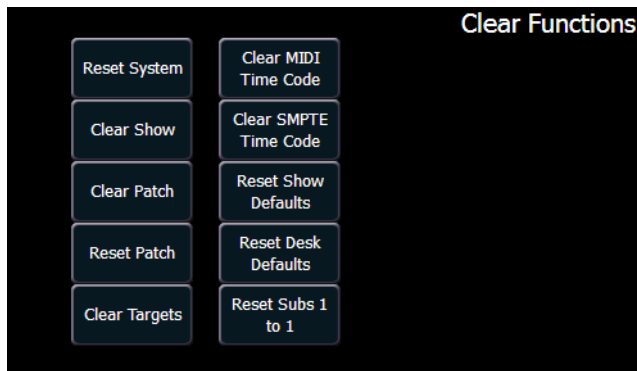 Clear Functions
Reset System
Clear MIDI
Time Code
Clear Show
Clear SMPTE
Time Code
Clear Patch
Reset Show
Defaults
Reset Patch
Reset Desk
Defaults
Clear Targets
Reset Subs 1
to 1